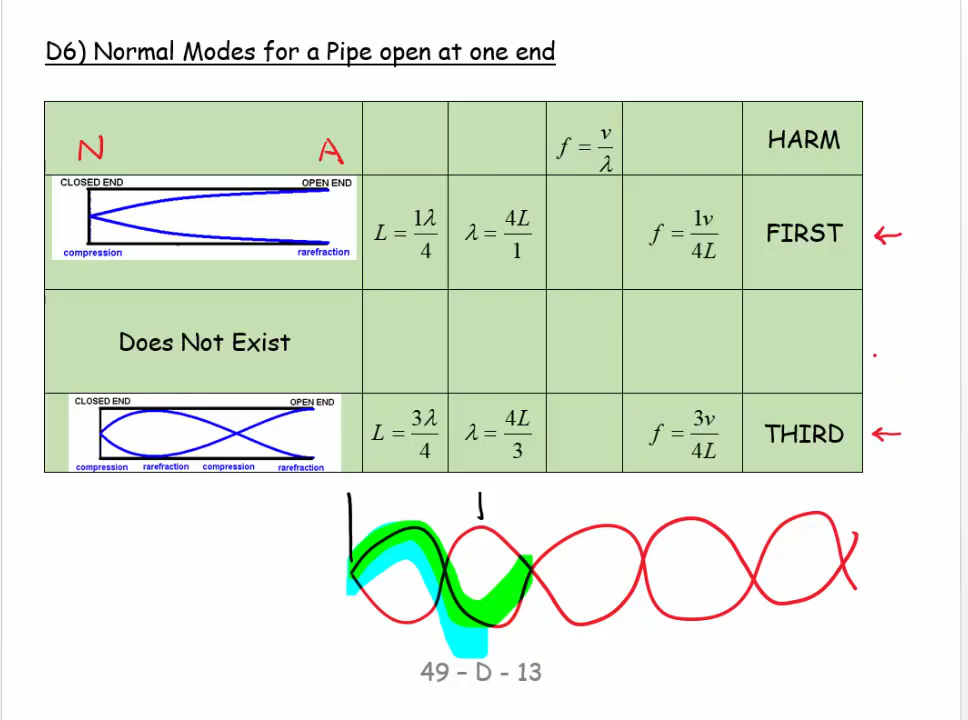 D6) Normal Modes for a Pipe open at one end
N A
f = v/λ
HARM
CLOSED END OPEN END
compression rarefraction
L = 1λ/4 λ = 4L/1 f = 1v/4L FIRST ←
Does Not Exist
CLOSED END OPEN END
compression rarefraction compression rarefraction
L = 3λ/4 λ = 4L/3 f = 3v/4L THIRD ←
49 – D - 13